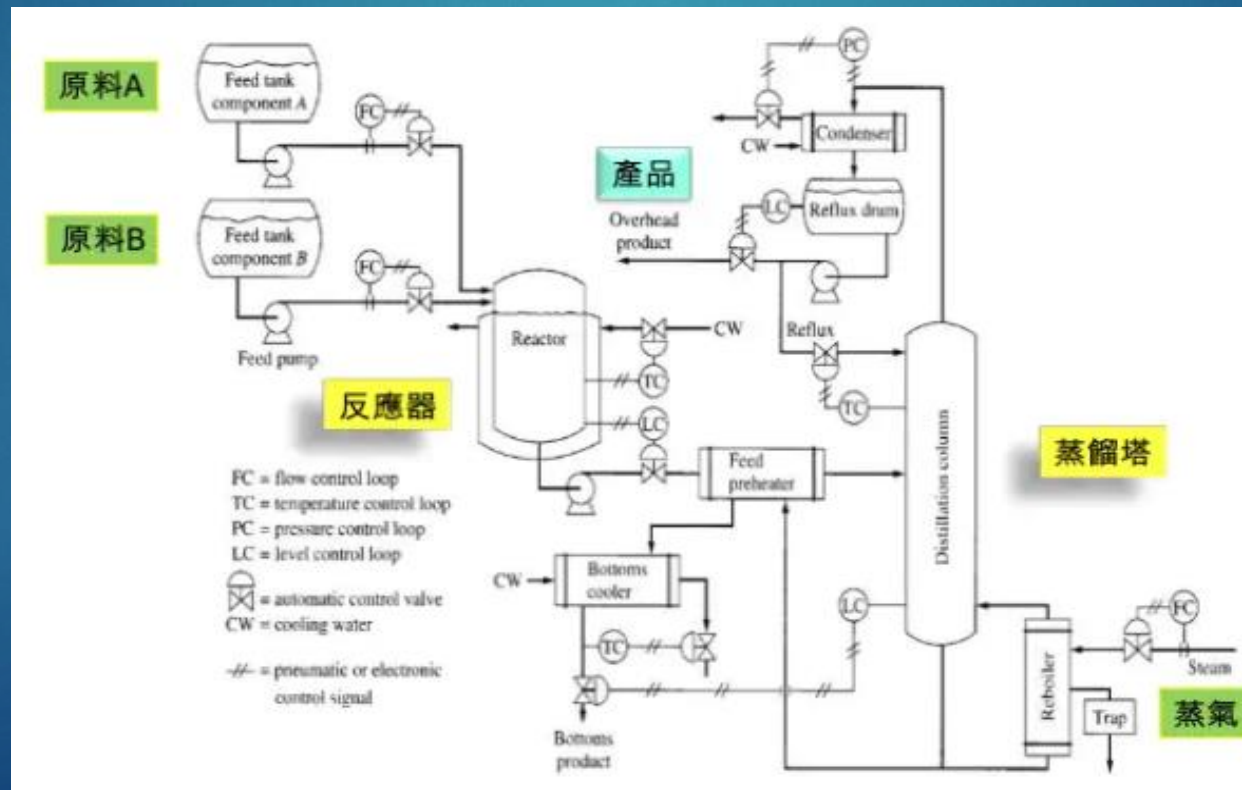 原料A
Feed tank
component A
FC
原料B
Feed tank
component B
FC
Feed pump
反應器
Reactor
CW
TC
LC
PC
Condenser
CW
產品
Overhead
product
LC
Reflux drum
Reflux
TC
Distillation column
蒸餾塔
Feed
preheater
Bottoms
cooler
CW
TC
LC
Bottoms
product
Reboiler
FC
Steam
Trap
蒸氣
FC = flow control loop
TC = temperature control loop
PC = pressure control loop
LC = level control loop
= automatic control valve
CW = cooling water
= pneumatic or electronic
control signal